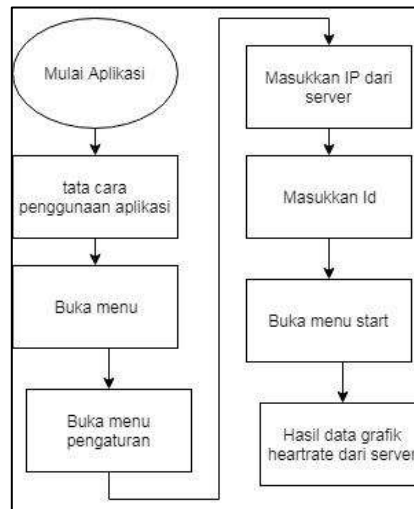 Mulai Aplikasi
tata cara
penggunaan aplikasi
Buka menu
Buka menu
pengaturan
Masukkan IP dari
server
Masukkan Id
Buka menu start
Hasil data grafik
heartrate dari server